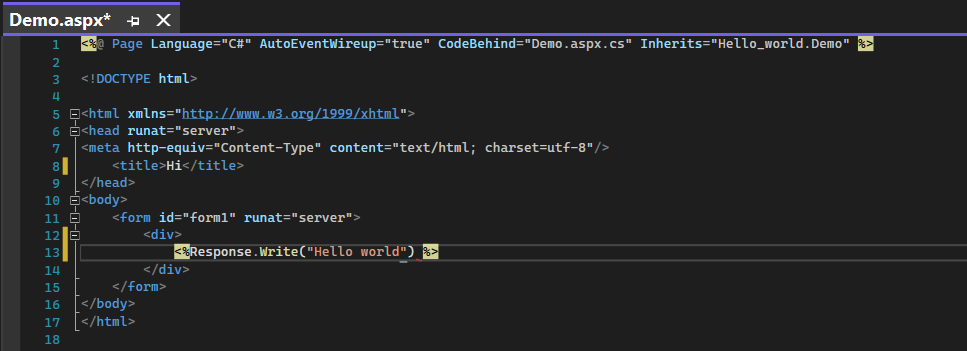 Demo.aspx*
1 <%@ Page Language="C#" AutoEventWireup="true" CodeBehind="Demo.aspx.cs" Inherits="Hello_world.Demo" %>
2
3 <!DOCTYPE html>
4
5 <html xmlns="http://www.w3.org/1999/xhtml">
6 <head runat="server">
7 <meta http-equiv="Content-Type" content="text/html; charset=utf-8"/>
8     <title>Hi</title>
9 </head>
10 <body>
11     <form id="form1" runat="server">
12         <div>
13             <%Response.Write("Hello world") %>
14         </div>
15     </form>
16 </body>
17 </html>
18